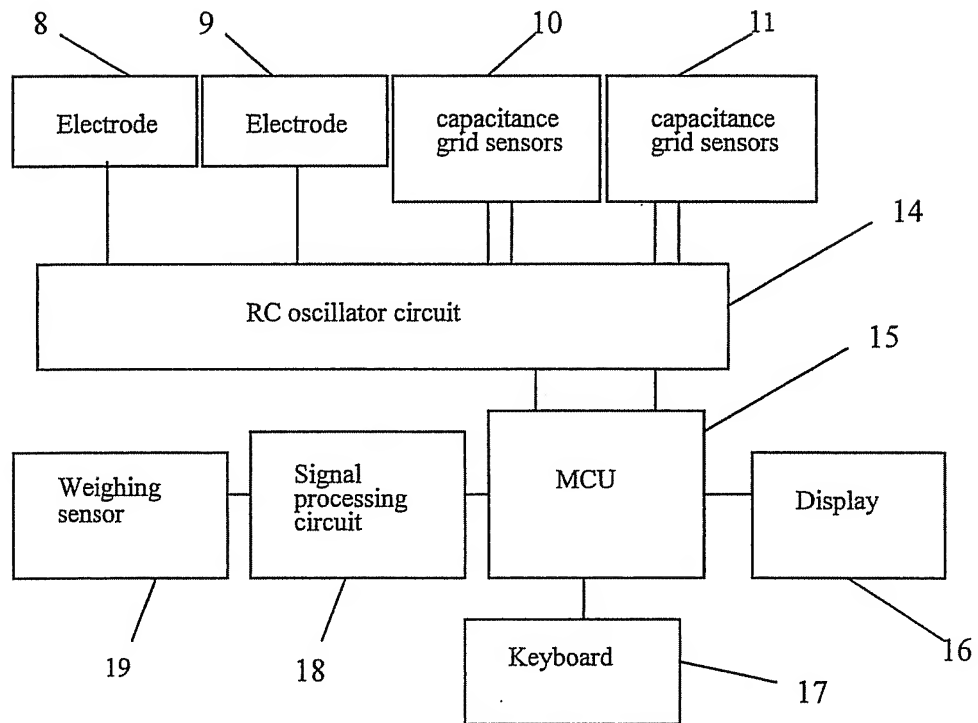 8
9
10
11
Electrode
Electrode
capacitance
grid sensors
capacitance
grid sensors
14
RC oscillator circuit
15
Weighing
sensor
Signal
processing
circuit
MCU
Display
19
18
Keyboard
17
16